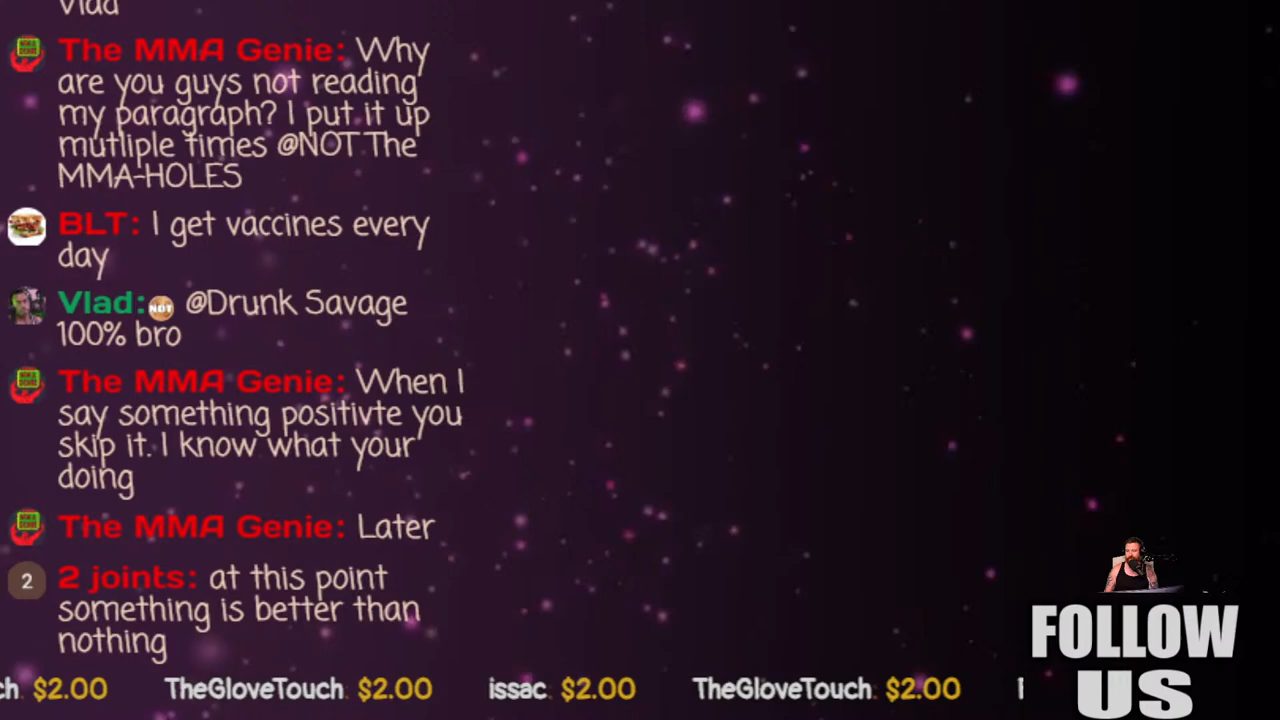 Vlad
The MMA Genie: Why
are you guys not reading
my paragraph? I put it up
mutliple times @NOT The
MMA-HOLES
BLT: I get vaccines every
day
Vlad: NOT @Drunk Savage
100% bro
The MMA Genie: When I
say something positivte you
skip it. I know what your
doing
The MMA Genie: Later
2 2 joints: at this point
something is better than
nothing
ch $2.00 TheGloveTouch $2.00 issac $2.00 TheGloveTouch $2.00 i
FOLLOW
US